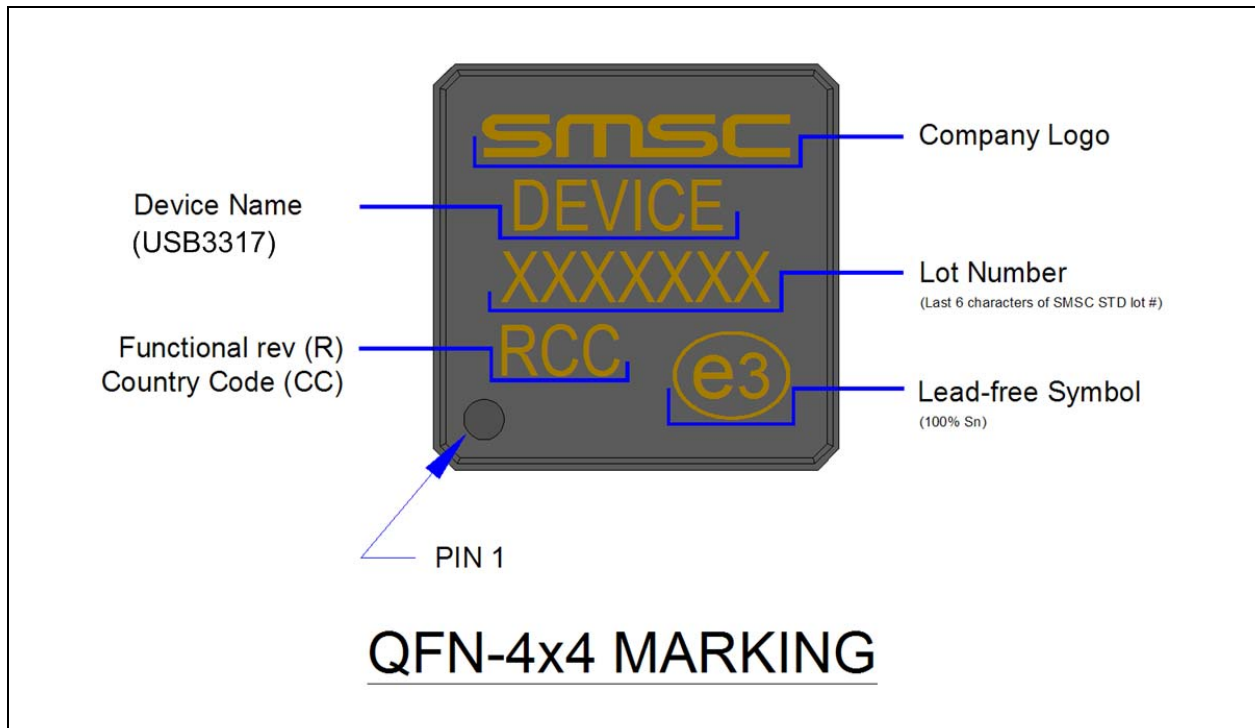 smsc
Company Logo
Device Name
(USB3317)
DEVICE
XXXXXXX
Lot Number
(Last 6 characters of SMSC STD lot #)
Functional rev (R)
Country Code (CC)
RCC
e3
Lead-free Symbol
(100% Sn)
PIN 1
QFN-4x4 MARKING